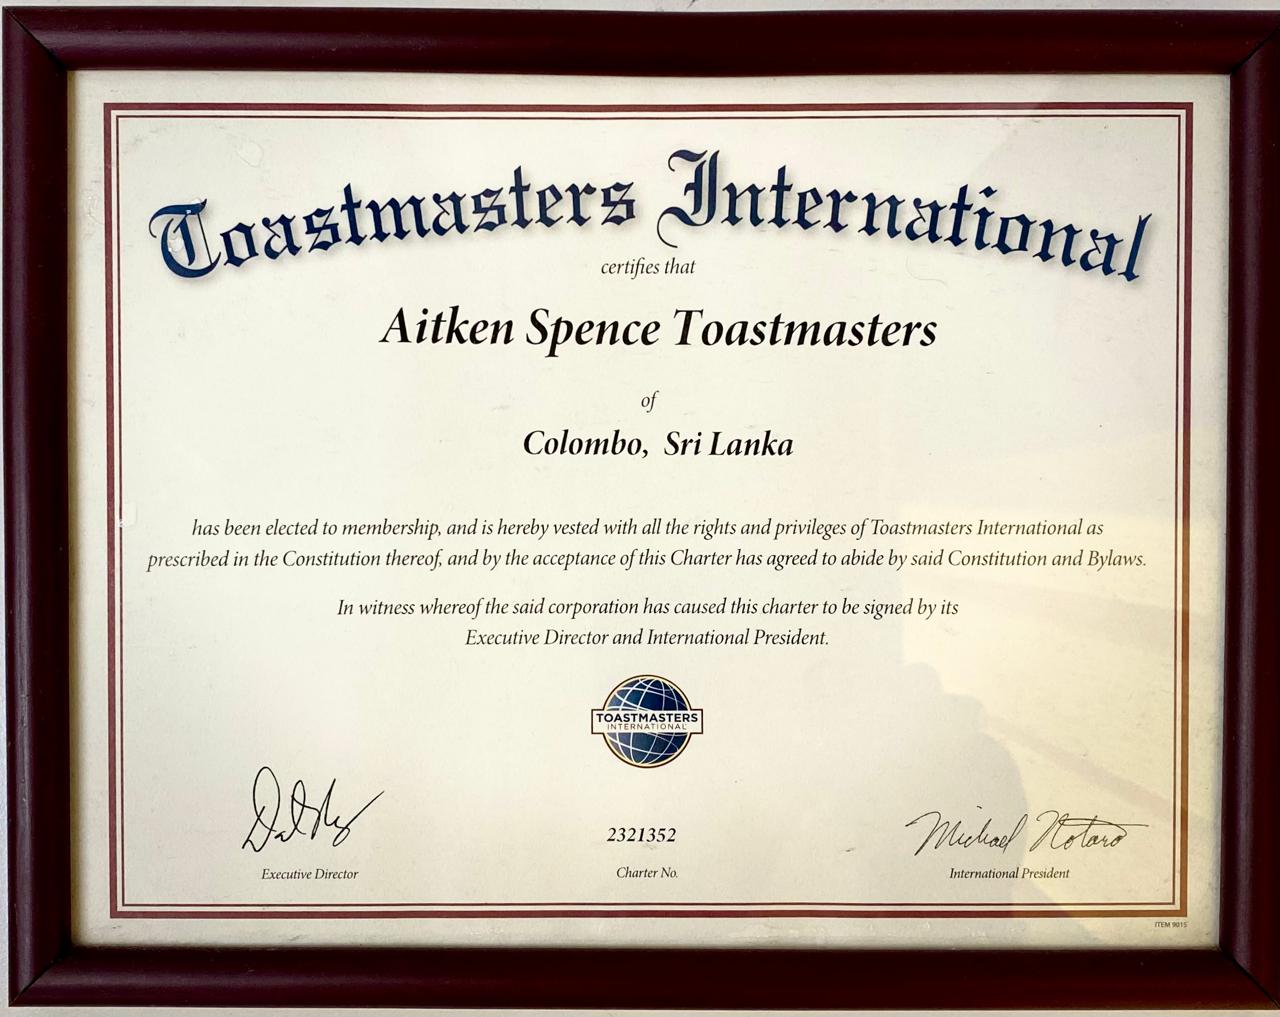 Toastmasters International
certifies that
Aitken Spence Toastmasters
of
Colombo, Sri Lanka
has been elected to membership, and is hereby vested with all the rights and privileges of Toastmasters International as
prescribed in the Constitution thereof, and by the acceptance of this Charter has agreed to abide by said Constitution and Bylaws.
In witness whereof the said corporation has caused this charter to be signed by its
Executive Director and International President.
TOASTMASTERS
INTERNATIONAL
2321352
Michael Notaro
Executive Director
Charter No.
International President
ITEM 9015